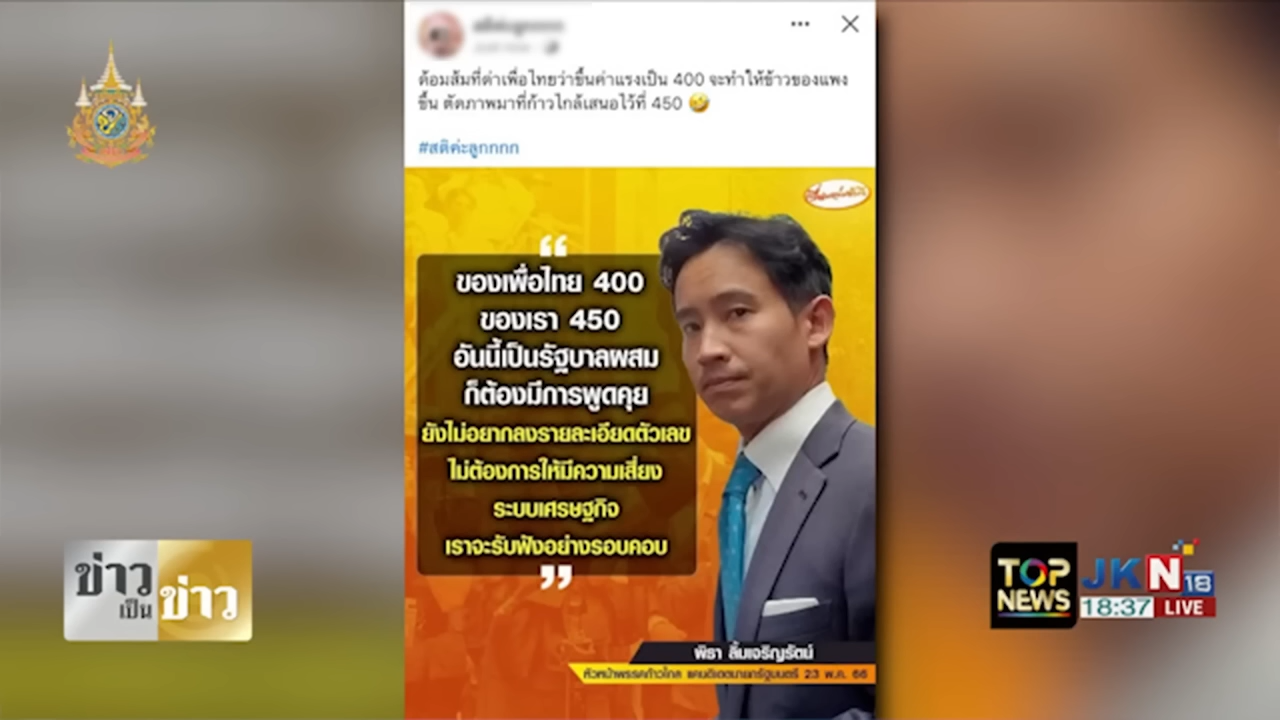 ด้อมส้มที่ด่าเพื่อไทยว่าขึ้นค่าแรงเป็น 400 จะทำให้ข้าวของแพง
ขึ้น ตัดภาพมาที่ก้าวไกล้เสนอไว้ที่ 450 🤣
#สติค่ะลูกกกก
“
ของเพื่อไทย 400
ของเรา 450
อันนี้เป็นรัฐบาลผสม
ก็ต้องมีการพูดคุย
ยังไม่อยากลงรายละเอียดตัวเลข
ไม่ต้องการให้มีความเสี่ยง
ระบบเศรษฐกิจ
เราจะรับฟังอย่างรอบคอบ
”
พิธา ลิ้มเจริญรัตน์
หัวหน้าพรรคก้าวไกล แคนดิเดตนายกรัฐมนตรี 23 พ.ค. 66
ข่าว
เป็น
ข่าว
TOP
NEWS
JKN18
18:37 LIVE